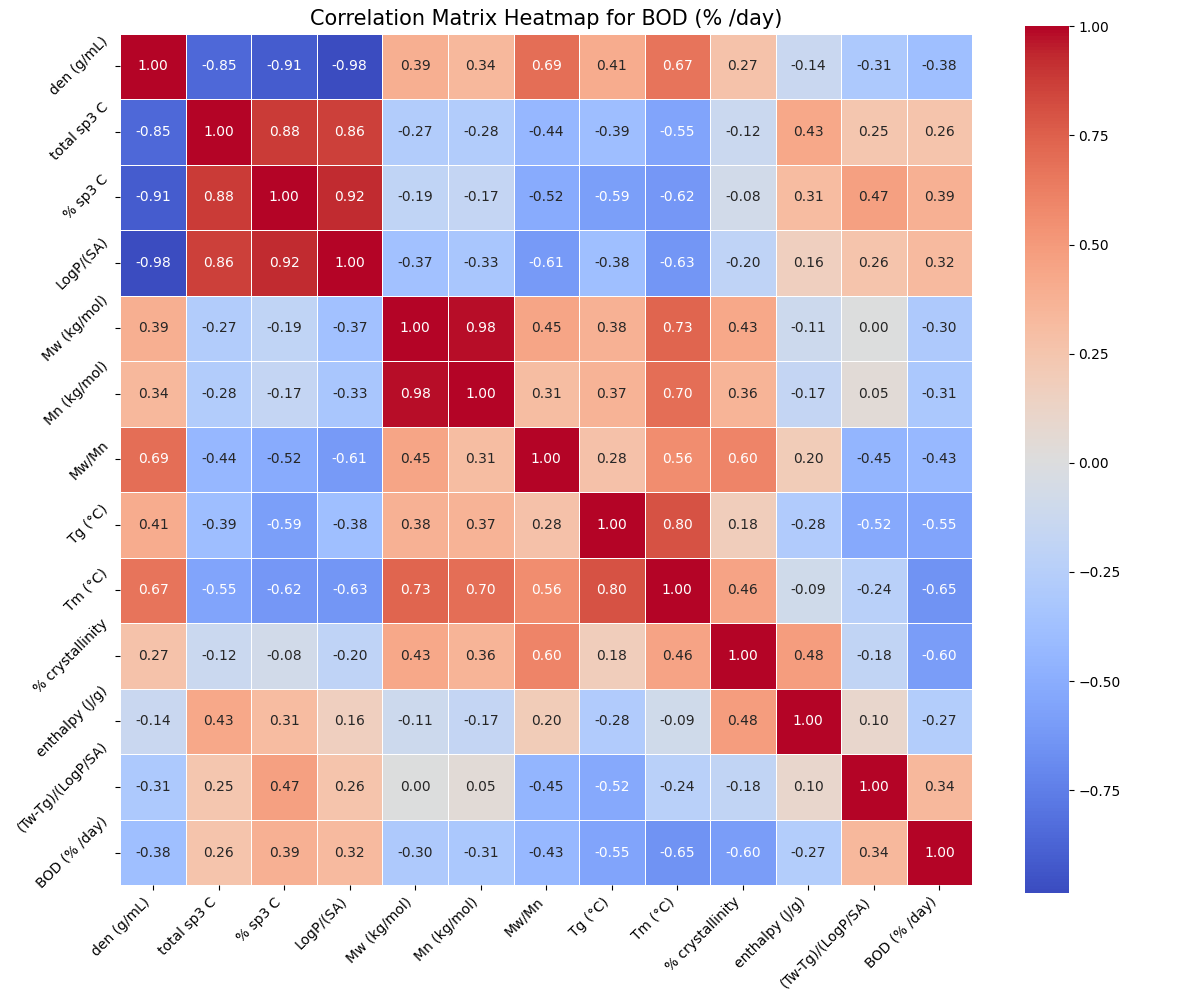 Correlation Matrix Heatmap for BOD (% /day)
den (g/mL) 1.00 -0.85 -0.91 -0.98 0.39 0.34 0.69 0.41 0.67 0.27 -0.14 -0.31 -0.38
total sp3 C -0.85 1.00 0.88 0.86 -0.27 -0.28 -0.44 -0.39 -0.55 -0.12 0.43 0.25 0.26
% sp3 C -0.91 0.88 1.00 0.92 -0.19 -0.17 -0.52 -0.59 -0.62 -0.08 0.31 0.47 0.39
LogP/(SA) -0.98 0.86 0.92 1.00 -0.37 -0.33 -0.61 -0.38 -0.63 -0.20 0.16 0.26 0.32
Mw (kg/mol) 0.39 -0.27 -0.19 -0.37 1.00 0.98 0.45 0.38 0.73 0.43 -0.11 0.00 -0.30
Mn (kg/mol) 0.34 -0.28 -0.17 -0.33 0.98 1.00 0.31 0.37 0.70 0.36 -0.17 0.05 -0.31
Mw/Mn 0.69 -0.44 -0.52 -0.61 0.45 0.31 1.00 0.28 0.56 0.60 0.20 -0.45 -0.43
Tg (°C) 0.41 -0.39 -0.59 -0.38 0.38 0.37 0.28 1.00 0.80 0.18 -0.28 -0.52 -0.55
Tm (°C) 0.67 -0.55 -0.62 -0.63 0.73 0.70 0.56 0.80 1.00 0.46 -0.09 -0.24 -0.65
% crystallinity 0.27 -0.12 -0.08 -0.20 0.43 0.36 0.60 0.18 0.46 1.00 0.48 -0.18 -0.60
enthalpy (J/g) -0.14 0.43 0.31 0.16 -0.11 -0.17 0.20 -0.28 -0.09 0.48 1.00 0.10 -0.27
(Tw-Tg)/(LogP/SA) -0.31 0.25 0.47 0.26 0.00 0.05 -0.45 -0.52 -0.24 -0.18 0.10 1.00 0.34
BOD (% /day) -0.38 0.26 0.39 0.32 -0.30 -0.31 -0.43 -0.55 -0.65 -0.60 -0.27 0.34 1.00
den (g/mL) total sp3 C % sp3 C LogP/(SA) Mw (kg/mol) Mn (kg/mol) Mw/Mn Tg (°C) Tm (°C) % crystallinity enthalpy (J/g) (Tw-Tg)/(LogP/SA) BOD (% /day)
1.00
0.75
0.50
0.25
0.00
−0.25
−0.50
−0.75